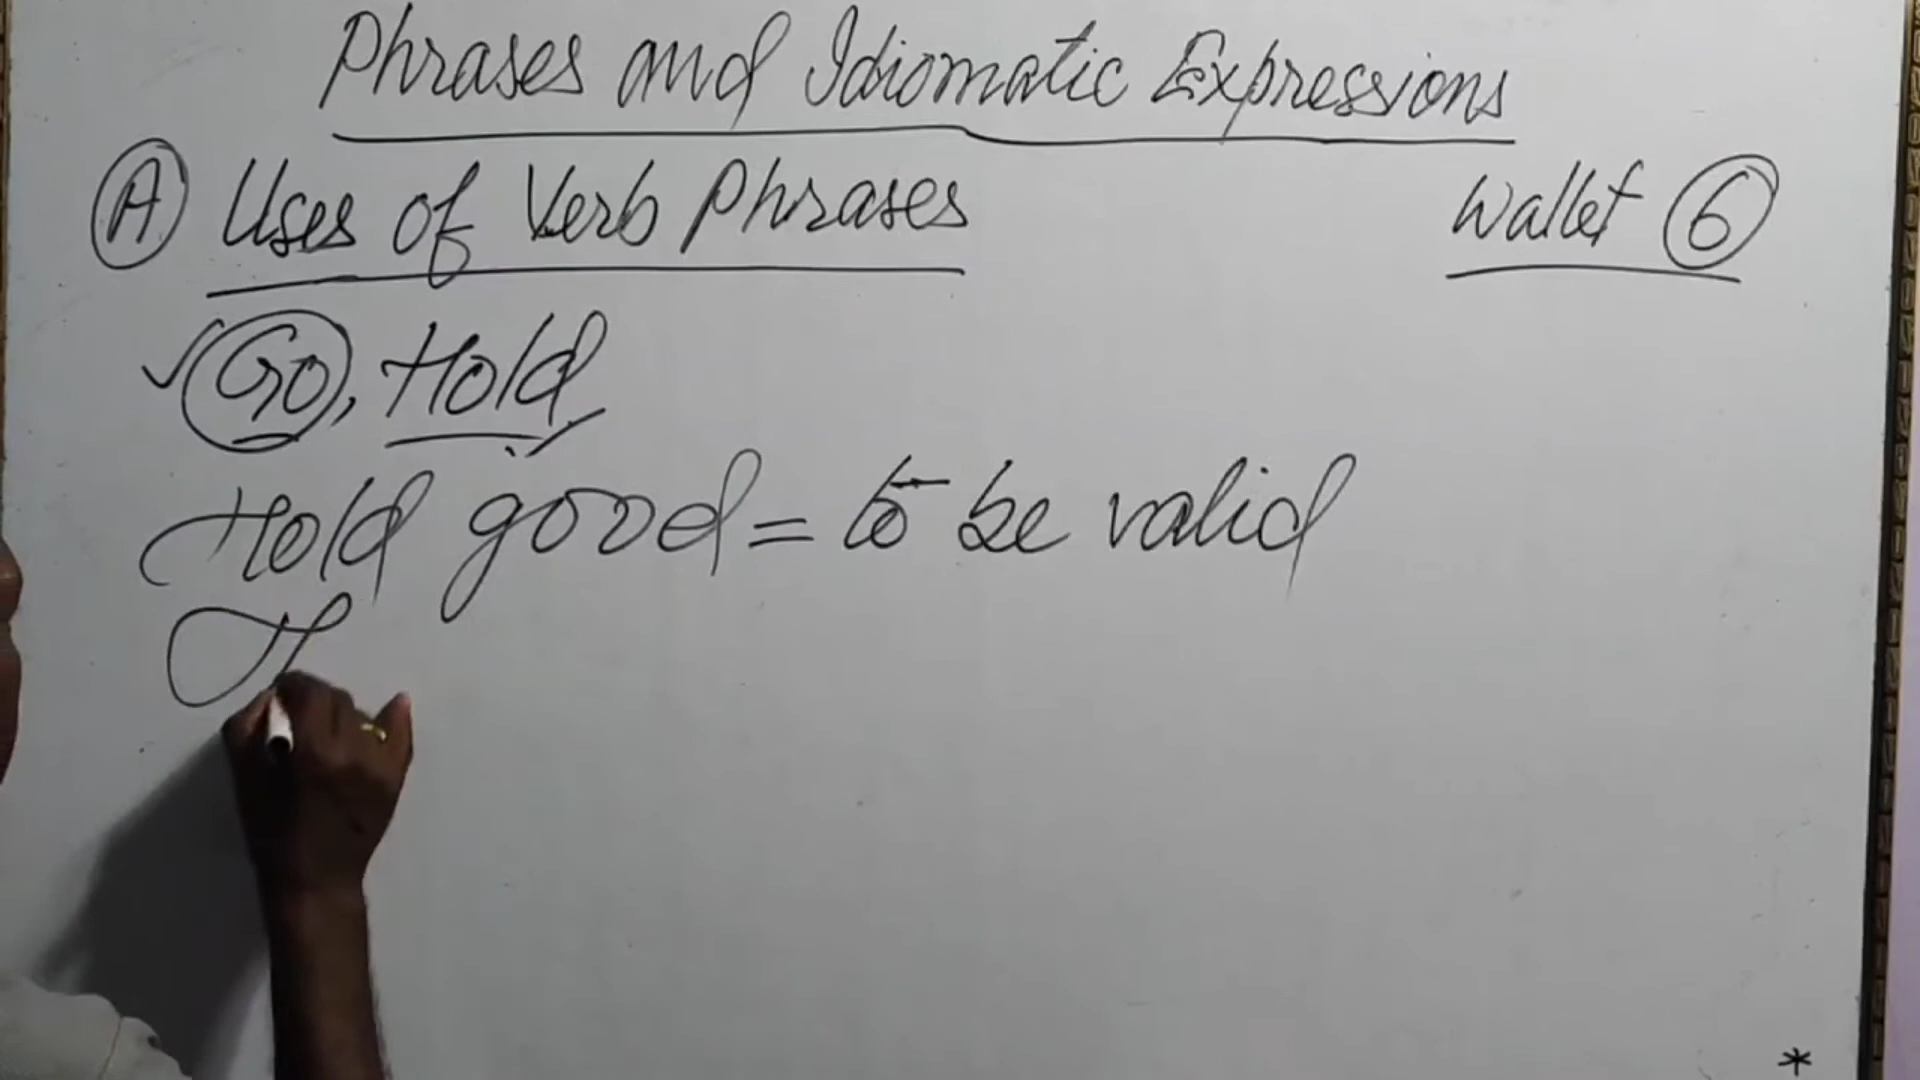 Phrases and Idiomatic Expressions
A Uses of Verb Phrases
Wallet 6
Go, Hold
Hold good = to be valid